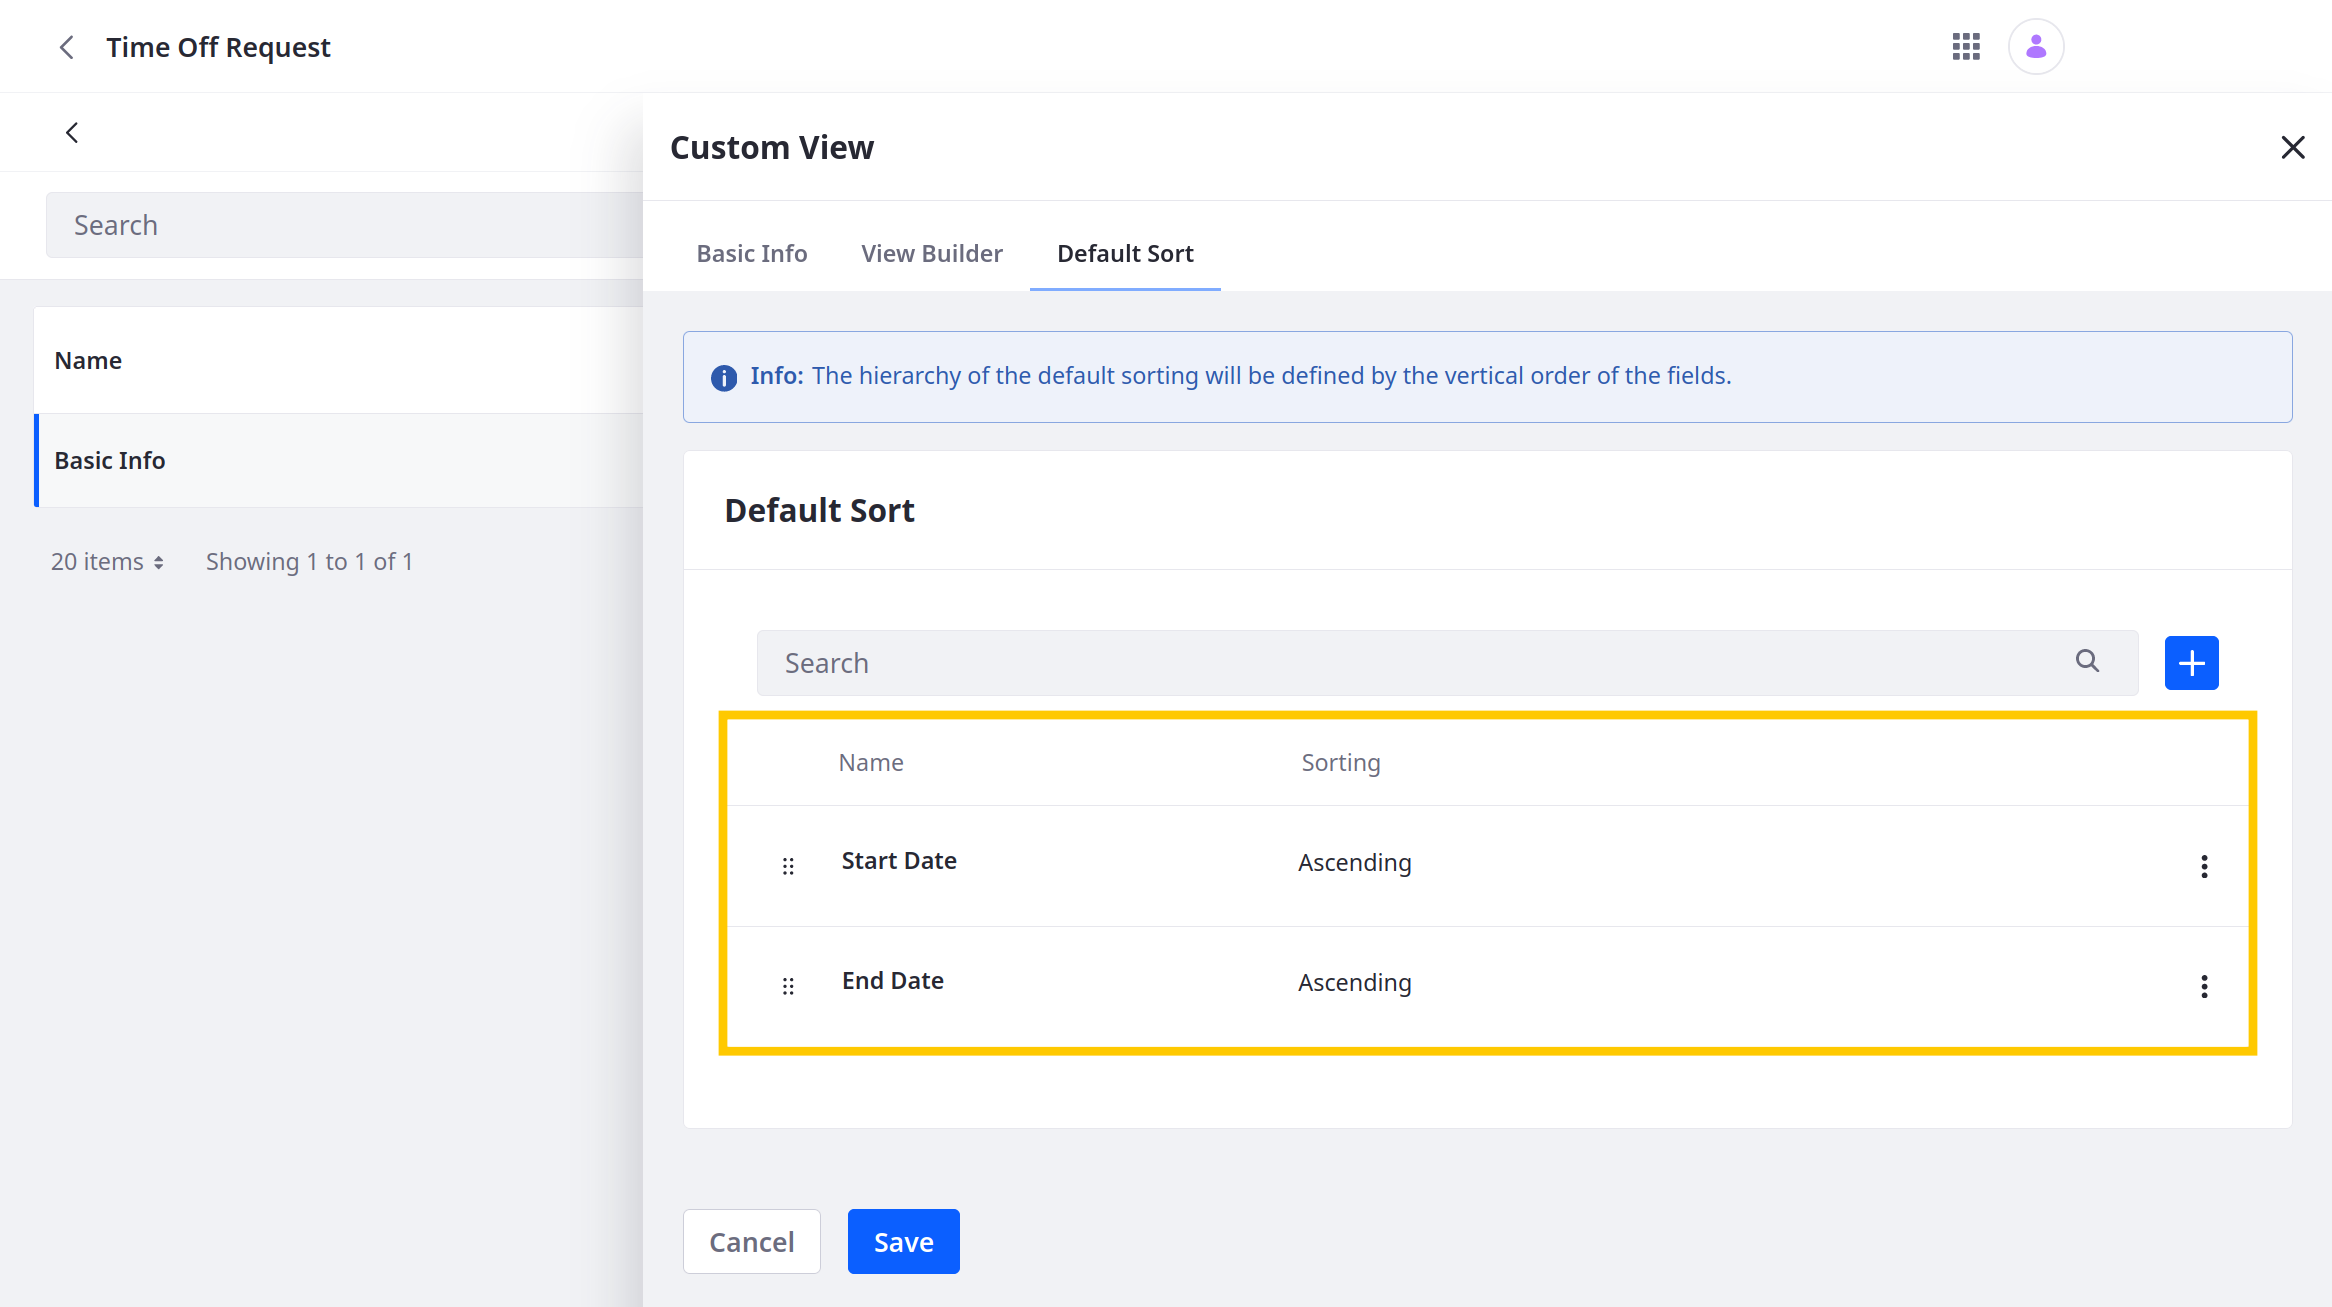 Time Off Request
Custom View
Search
Basic Info View Builder Default Sort
Name
Info: The hierarchy of the default sorting will be defined by the vertical order of the fields.
Basic Info
Default Sort
20 items Showing 1 to 1 of 1
Search
Name Sorting
Start Date Ascending
End Date Ascending
Cancel Save